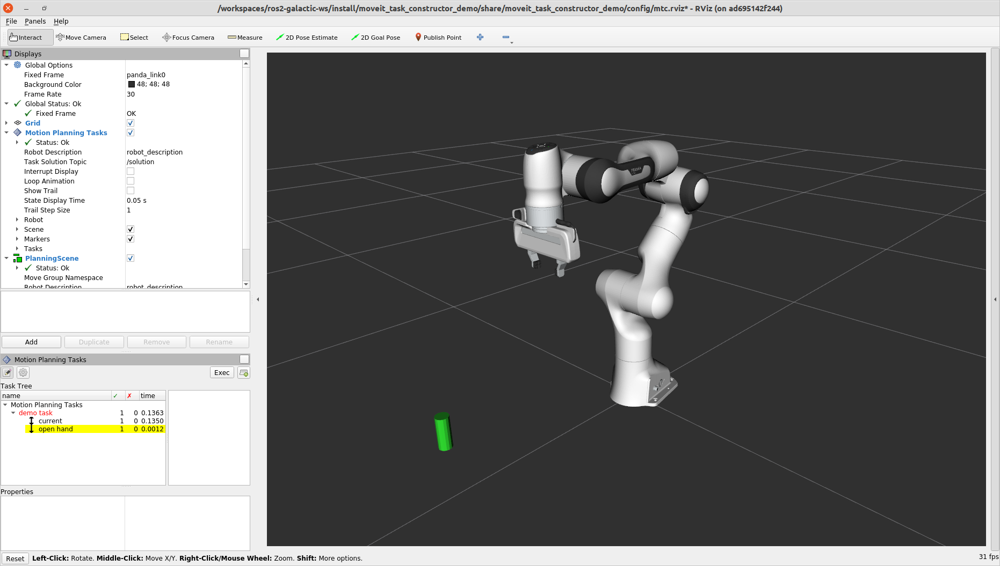 /workspaces/ros2-galactic-ws/install/moveit_task_constructor_demo/share/moveit_task_constructor_demo/config/mtc.rviz* - RViz (on ad695142f244)
File Panels Help
Interact Move Camera Select Focus Camera Measure 2D Pose Estimate 2D Goal Pose Publish Point
Displays
Global Options
Fixed Frame panda_link0
Background Color 48; 48; 48
Frame Rate 30
Global Status: Ok
Fixed Frame OK
Grid
Motion Planning Tasks
Status: Ok
Robot Description robot_description
Task Solution Topic /solution
Interrupt Display
Loop Animation
Show Trail
State Display Time 0.05 s
Trail Step Size 1
Robot
Scene
Markers
Tasks
PlanningScene
Status: Ok
Move Group Namespace
Robot Description robot_description
Add Duplicate Remove Rename
Motion Planning Tasks
Exec
Task Tree
name ✓ ✗ time
Motion Planning Tasks
demo task 1 0 0.1363
current 1 0 0.1350
open hand 1 0 0.0012
Properties
FRANKA
Reset Left-Click: Rotate. Middle-Click: Move X/Y. Right-Click/Mouse Wheel: Zoom. Shift: More options. 31 fps